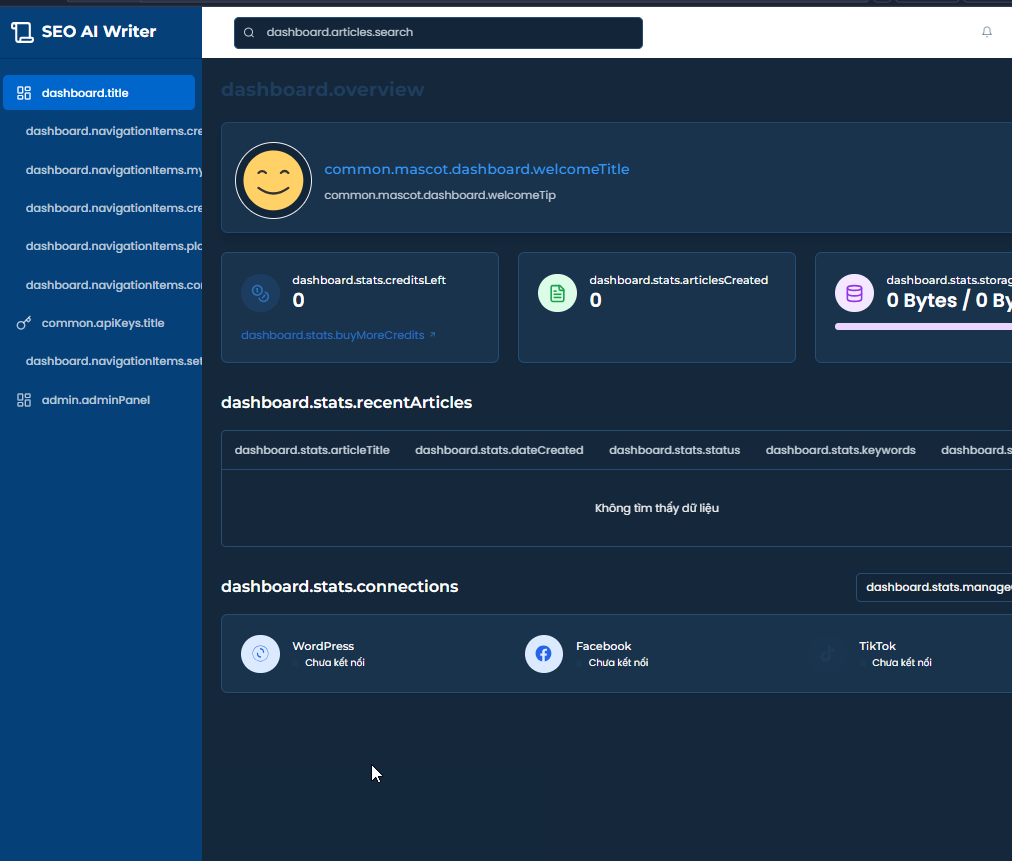 SEO AI Writer
dashboard.articles.search
dashboard.title
dashboard.navigationItems.cre
dashboard.navigationItems.my
dashboard.navigationItems.cre
dashboard.navigationItems.pla
dashboard.navigationItems.con
common.apiKeys.title
dashboard.navigationItems.set
admin.adminPanel
dashboard.overview
common.mascot.dashboard.welcomeTitle
common.mascot.dashboard.welcomeTip
dashboard.stats.creditsLeft
0
dashboard.stats.buyMoreCredits
dashboard.stats.articlesCreated
0
dashboard.stats.storag
0 Bytes / 0 By
dashboard.stats.recentArticles
dashboard.stats.articleTitle dashboard.stats.dateCreated dashboard.stats.status dashboard.stats.keywords dashboard.s
Không tìm thấy dữ liệu
dashboard.stats.connections
dashboard.stats.manage
WordPress
Chưa kết nối
Facebook
Chưa kết nối
TikTok
Chưa kết nối